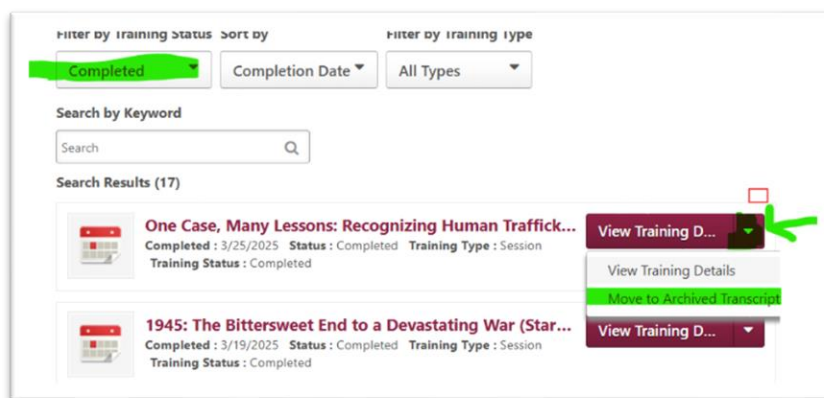 Filter by Training Status Sort by Filter by Training Type
Completed Completion Date All Types
Search by Keyword
Search
Search Results (17)
One Case, Many Lessons: Recognizing Human Traffick... View Training D...
Completed : 3/25/2025 Status : Completed Training Type : Session
Training Status : Completed
View Training Details
Move to Archived Transcript
1945: The Bittersweet End to a Devastating War (Star... View Training D...
Completed : 3/19/2025 Status : Completed Training Type : Session
Training Status : Completed